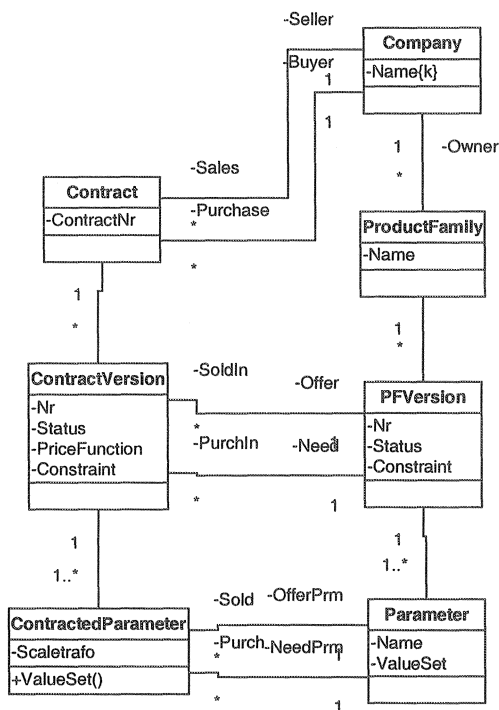 -Seller
Company
-Buyer
-Name{k}
1
1
1
-Owner
-Sales
*
Contract
-ContractNr
-Purchase
*
ProductFamily
-Name
*
1
*
1
*
ContractVersion
-SoldIn
-Offer
PFVersion
-Nr
-Status
-PriceFunction
-Constraint
*
-PurchIn
-Need
1
-Nr
-Status
-Constraint
*
1
1
1..*
1
1..*
-Sold
-OfferPrm
ContractedParameter
Parameter
-Scaletrafo
-Purch
-NeedPrm
-Name
-ValueSet
*
1
+ValueSet()
*
1